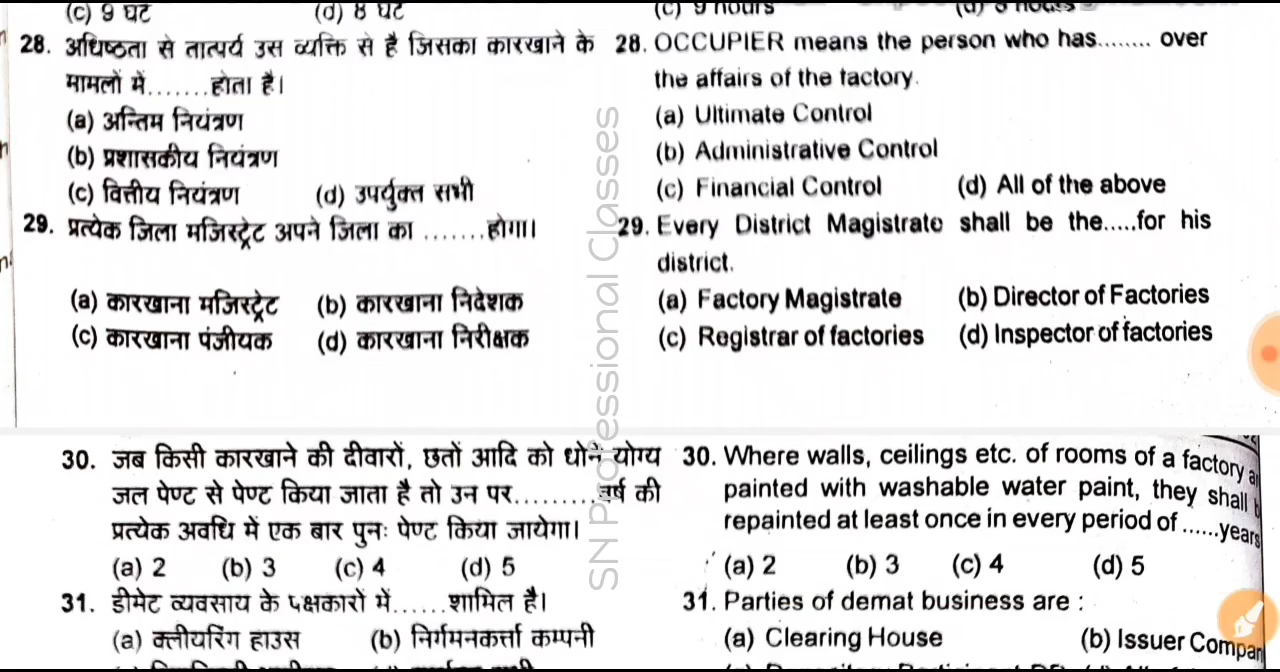 (c) 9 घंटे (d) 8 घंटे
28. अधिष्ठता से तात्पर्य उस व्यक्ति से है जिसका कारखाने के
मामलों में.......होता है।
(a) अन्तिम नियंत्रण
(b) प्रशासकीय नियंत्रण
(c) वित्तीय नियंत्रण (d) उपर्युक्त सभी
29. प्रत्येक जिला मजिस्ट्रेट अपने जिला का .......होगा।
(a) कारखाना मजिस्ट्रेट (b) कारखाना निदेशक
(c) कारखाना पंजीयक (d) कारखाना निरीक्षक
(c) 9 hours (d) 8 hours
28. OCCUPIER means the person who has........ over
the affairs of the factory.
(a) Ultimate Control
(b) Administrative Control
(c) Financial Control (d) All of the above
29. Every District Magistrate shall be the.....for his
district.
(a) Factory Magistrate (b) Director of Factories
(c) Registrar of factories (d) Inspector of factories
SN Professional Classes
30. जब किसी कारखाने की दीवारों, छतों आदि को धोने योग्य
जल पेण्ट से पेण्ट किया जाता है तो उन पर.........वर्ष की
प्रत्येक अवधि में एक बार पुनः पेण्ट किया जायेगा।
(a) 2 (b) 3 (c) 4 (d) 5
31. डीमेट व्यवसाय के पक्षकारों में......शामिल है।
(a) क्लीयरिंग हाउस (b) निर्गमनकर्त्ता कम्पनी
30. Where walls, ceilings etc. of rooms of a factory
painted with washable water paint, they shall
repainted at least once in every period of ......years
(a) 2 (b) 3 (c) 4 (d) 5
31. Parties of demat business are :
(a) Clearing House (b) Issuer Compan